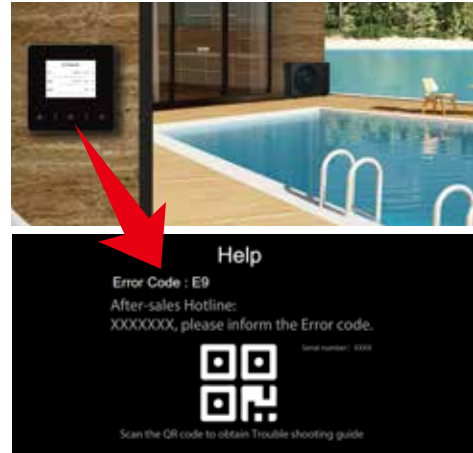 Help
Error Code : E9
After-sales Hotline:
XXXXXXX, please inform the Error code.
Serial number: XXXX
Scan the QR code to obtain Trouble shooting guide